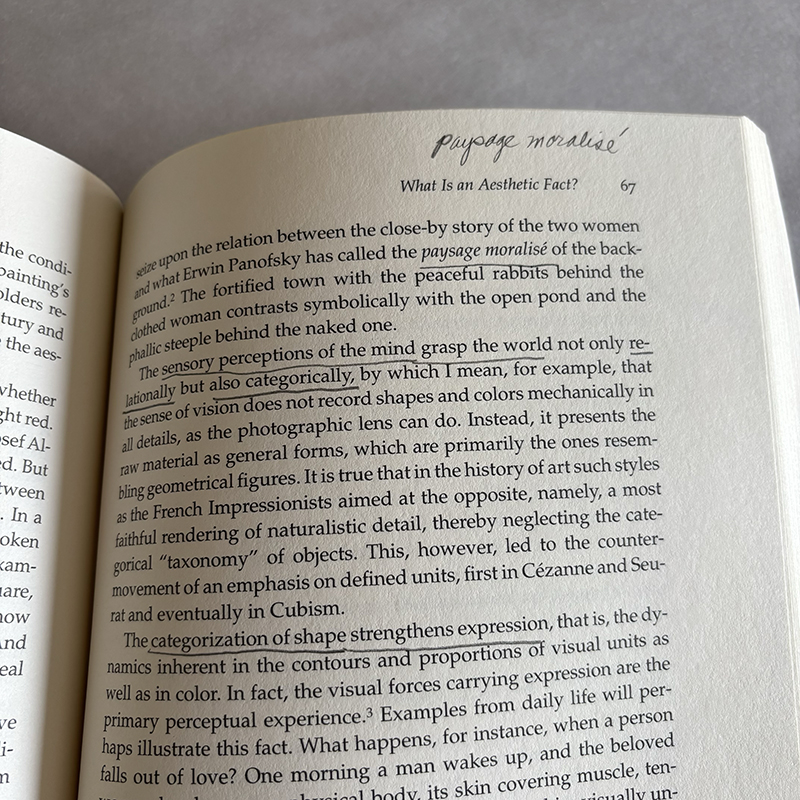 the condi-
painting's
olders re-
tury and
the aes-
whether
ght red.
osef Al-
ed. But
tween
. In a
oken
xam-
uare,
how
And
eal
ve
di-
m
paysage moralisé
What Is an Aesthetic Fact? 67
seize upon the relation between the close-by story of the two women
and what Erwin Panofsky has called the paysage moralisé of the back-
ground.² The fortified town with the peaceful rabbits behind the
clothed woman contrasts symbolically with the open pond and the
phallic steeple behind the naked one.
The sensory perceptions of the mind grasp the world not only re-
lationally but also categorically, by which I mean, for example, that
the sense of vision does not record shapes and colors mechanically in
all details, as the photographic lens can do. Instead, it presents the
raw material as general forms, which are primarily the ones resem-
bling geometrical figures. It is true that in the history of art such styles
as the French Impressionists aimed at the opposite, namely, a most
faithful rendering of naturalistic detail, thereby neglecting the cate-
gorical "taxonomy" of objects. This, however, led to the counter-
movement of an emphasis on defined units, first in Cézanne and Seu-
rat and eventually in Cubism.
The categorization of shape strengthens expression, that is, the dy-
namics inherent in the contours and proportions of visual units as
well as in color. In fact, the visual forces carrying expression are the
primary perceptual experience.³ Examples from daily life will per-
haps illustrate this fact. What happens, for instance, when a person
falls out of love? One morning a man wakes up, and the beloved
physical body, its skin covering muscle, ten-
visually un-